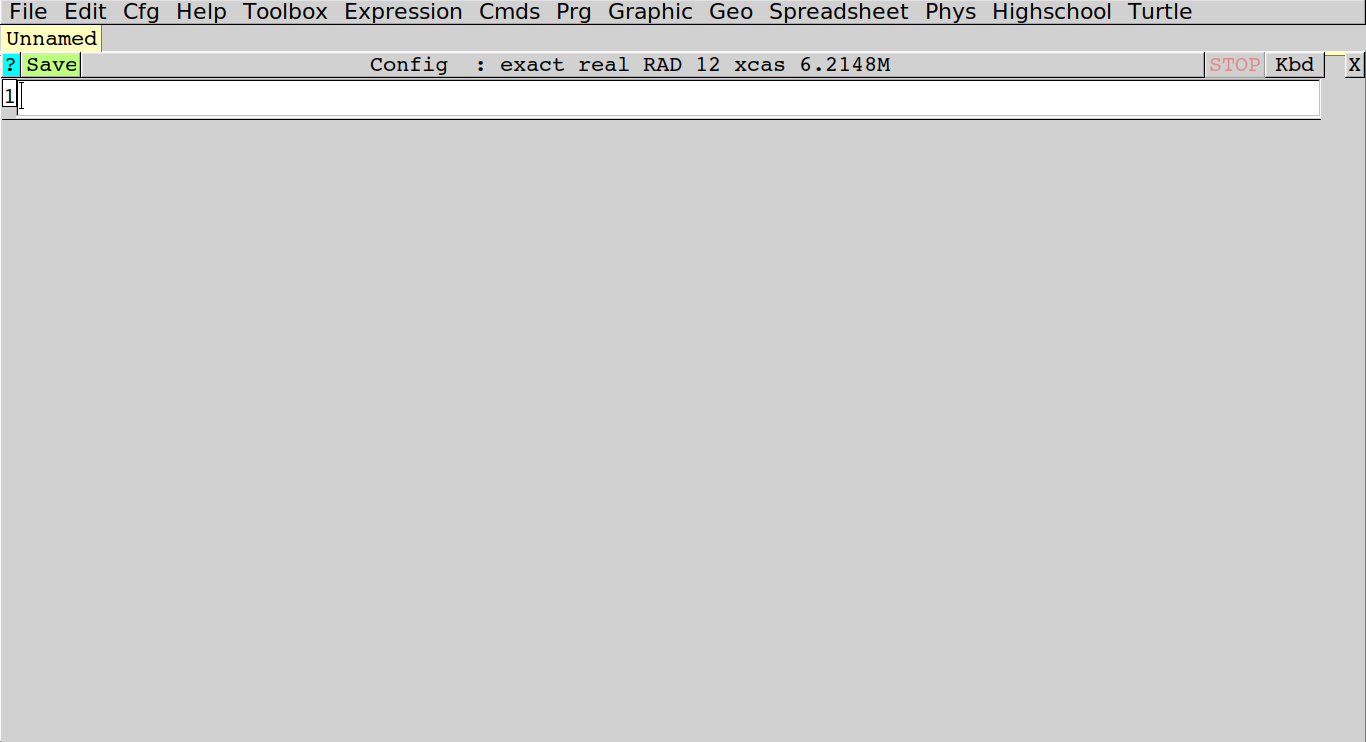 File Edit Cfg Help Toolbox Expression Cmds Prg Graphic Geo Spreadsheet Phys Highschool Turtle
Unnamed
? Save Config : exact real RAD 12 xcas 6.2148M STOP Kbd X
1